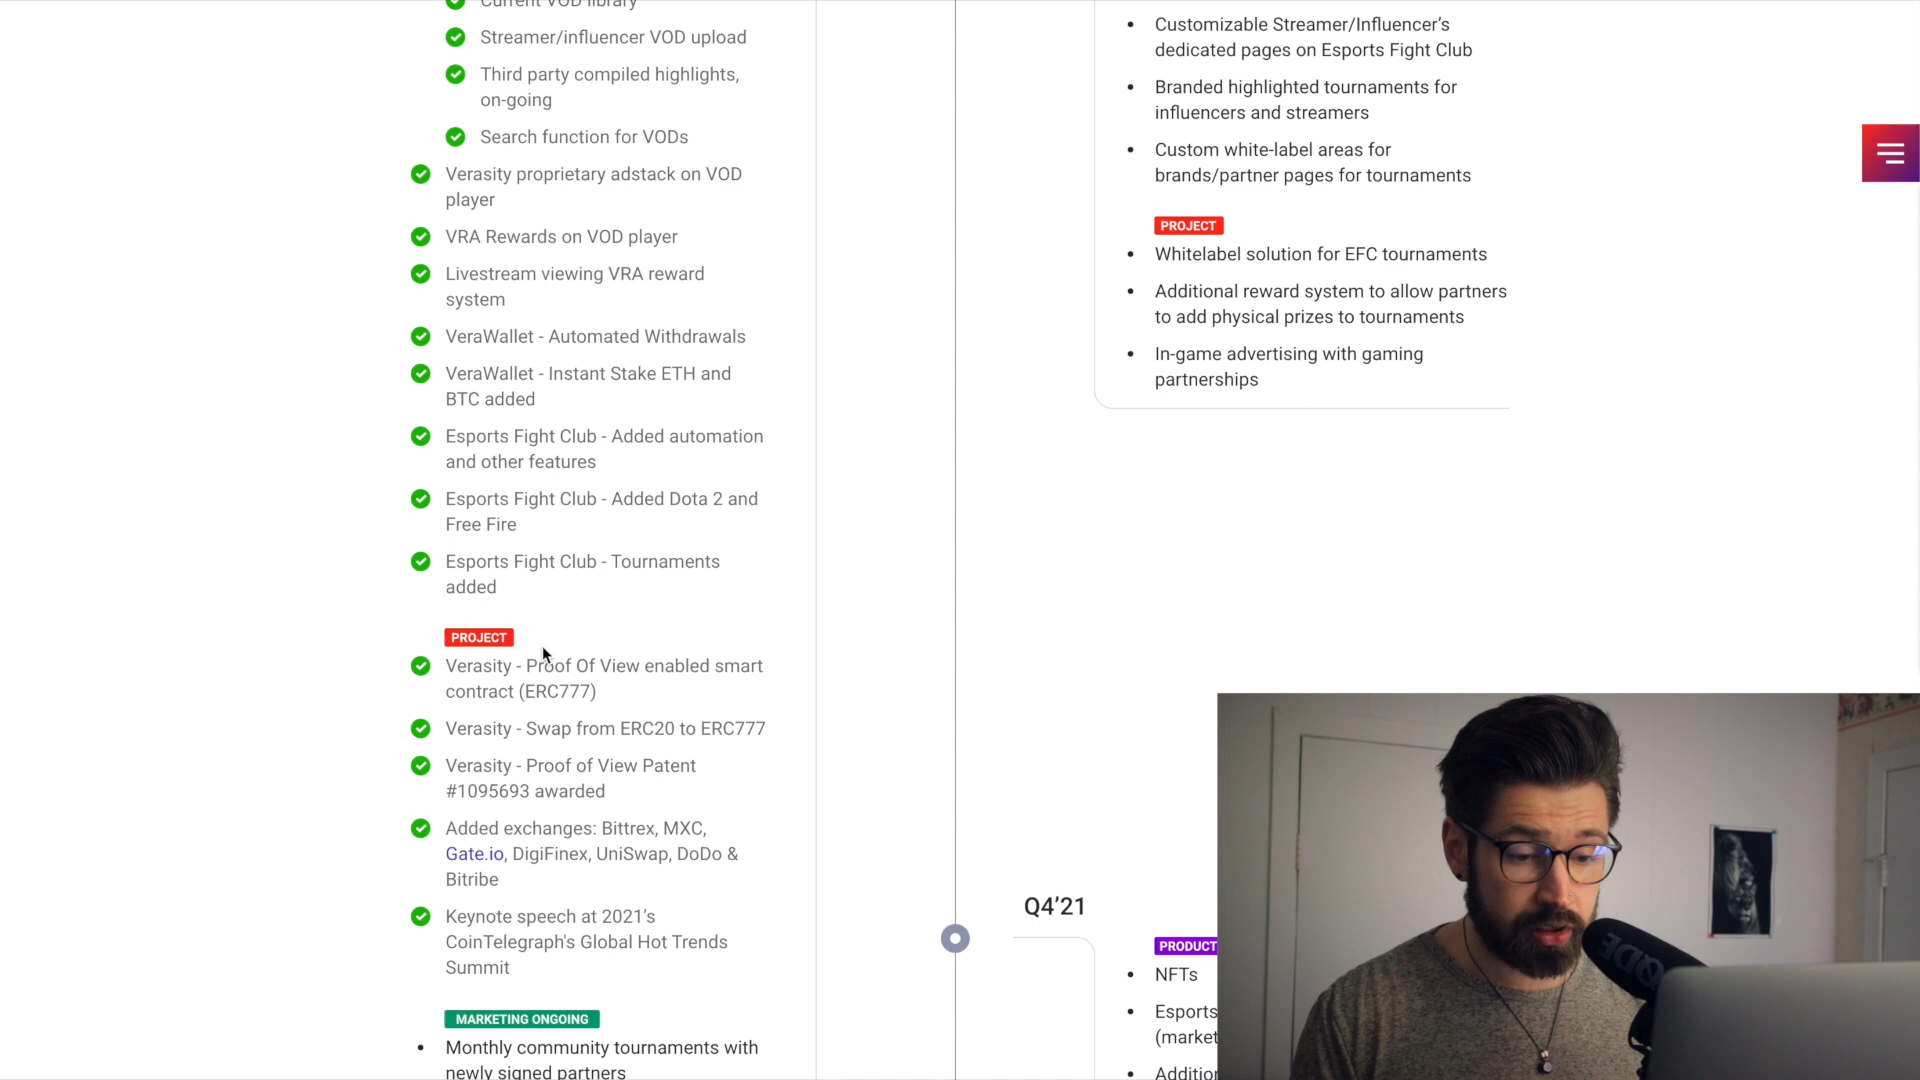 Current VOD library
Streamer/influencer VOD upload
Third party compiled highlights,
on-going
Search function for VODs
Verasity proprietary adstack on VOD
player
VRA Rewards on VOD player
Livestream viewing VRA reward
system
VeraWallet - Automated Withdrawals
VeraWallet - Instant Stake ETH and
BTC added
Esports Fight Club - Added automation
and other features
Esports Fight Club - Added Dota 2 and
Free Fire
Esports Fight Club - Tournaments
added
PROJECT
Verasity - Proof Of View enabled smart
contract (ERC777)
Verasity - Swap from ERC20 to ERC777
Verasity - Proof of View Patent
#1095693 awarded
Added exchanges: Bittrex, MXC,
Gate.io, DigiFinex, UniSwap, DoDo &
Bitribe
Keynote speech at 2021's
CoinTelegraph's Global Hot Trends
Summit
MARKETING ONGOING
Monthly community tournaments with
newly signed partners
Customizable Streamer/Influencer's
dedicated pages on Esports Fight Club
Branded highlighted tournaments for
influencers and streamers
Custom white-label areas for
brands/partner pages for tournaments
PROJECT
Whitelabel solution for EFC tournaments
Additional reward system to allow partners
to add physical prizes to tournaments
In-game advertising with gaming
partnerships
Q4'21
PRODUCT
NFTs
Esports
(market
Additior
RØDE